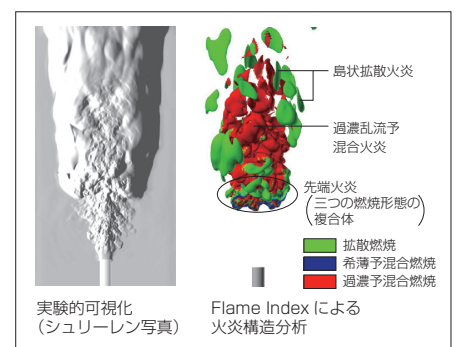 島状拡散火炎
過濃乱流予
混合火炎
先端火炎
(三つの燃焼形態の
複合体)
拡散燃焼
希薄予混合燃焼
過濃予混合燃焼
実験的可視化
（シュリーレン写真）
Flame Index による
火炎構造分析